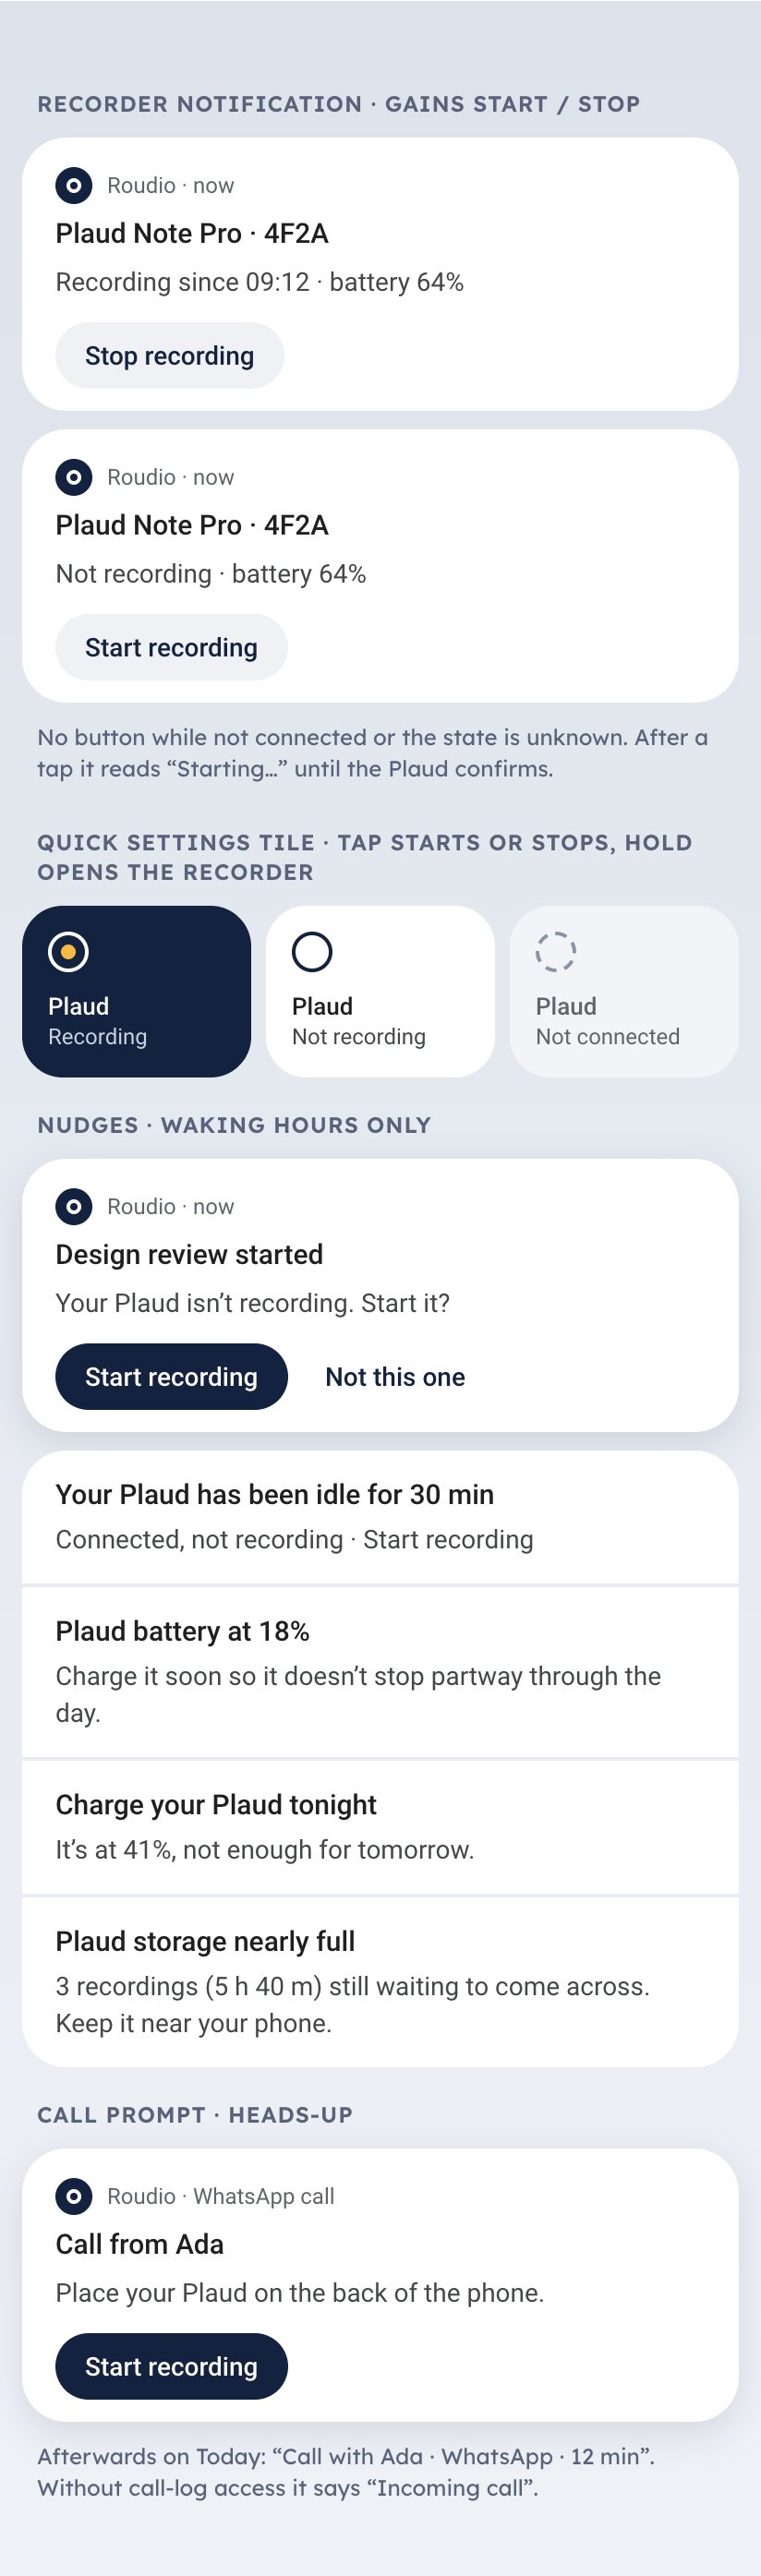 RECORDER NOTIFICATION · GAINS START / STOP
Roudio · now
Plaud Note Pro · 4F2A
Recording since 09:12 · battery 64%
Stop recording
Roudio · now
Plaud Note Pro · 4F2A
Not recording · battery 64%
Start recording
No button while not connected or the state is unknown. After a
tap it reads “Starting…” until the Plaud confirms.
QUICK SETTINGS TILE · TAP STARTS OR STOPS, HOLD
OPENS THE RECORDER
Plaud
Recording
Plaud
Not recording
Plaud
Not connected
NUDGES · WAKING HOURS ONLY
Roudio · now
Design review started
Your Plaud isn’t recording. Start it?
Start recording
Not this one
Your Plaud has been idle for 30 min
Connected, not recording · Start recording
Plaud battery at 18%
Charge it soon so it doesn’t stop partway through the
day.
Charge your Plaud tonight
It’s at 41%, not enough for tomorrow.
Plaud storage nearly full
3 recordings (5 h 40 m) still waiting to come across.
Keep it near your phone.
CALL PROMPT · HEADS-UP
Roudio · WhatsApp call
Call from Ada
Place your Plaud on the back of the phone.
Start recording
Afterwards on Today: “Call with Ada · WhatsApp · 12 min”.
Without call-log access it says “Incoming call”.